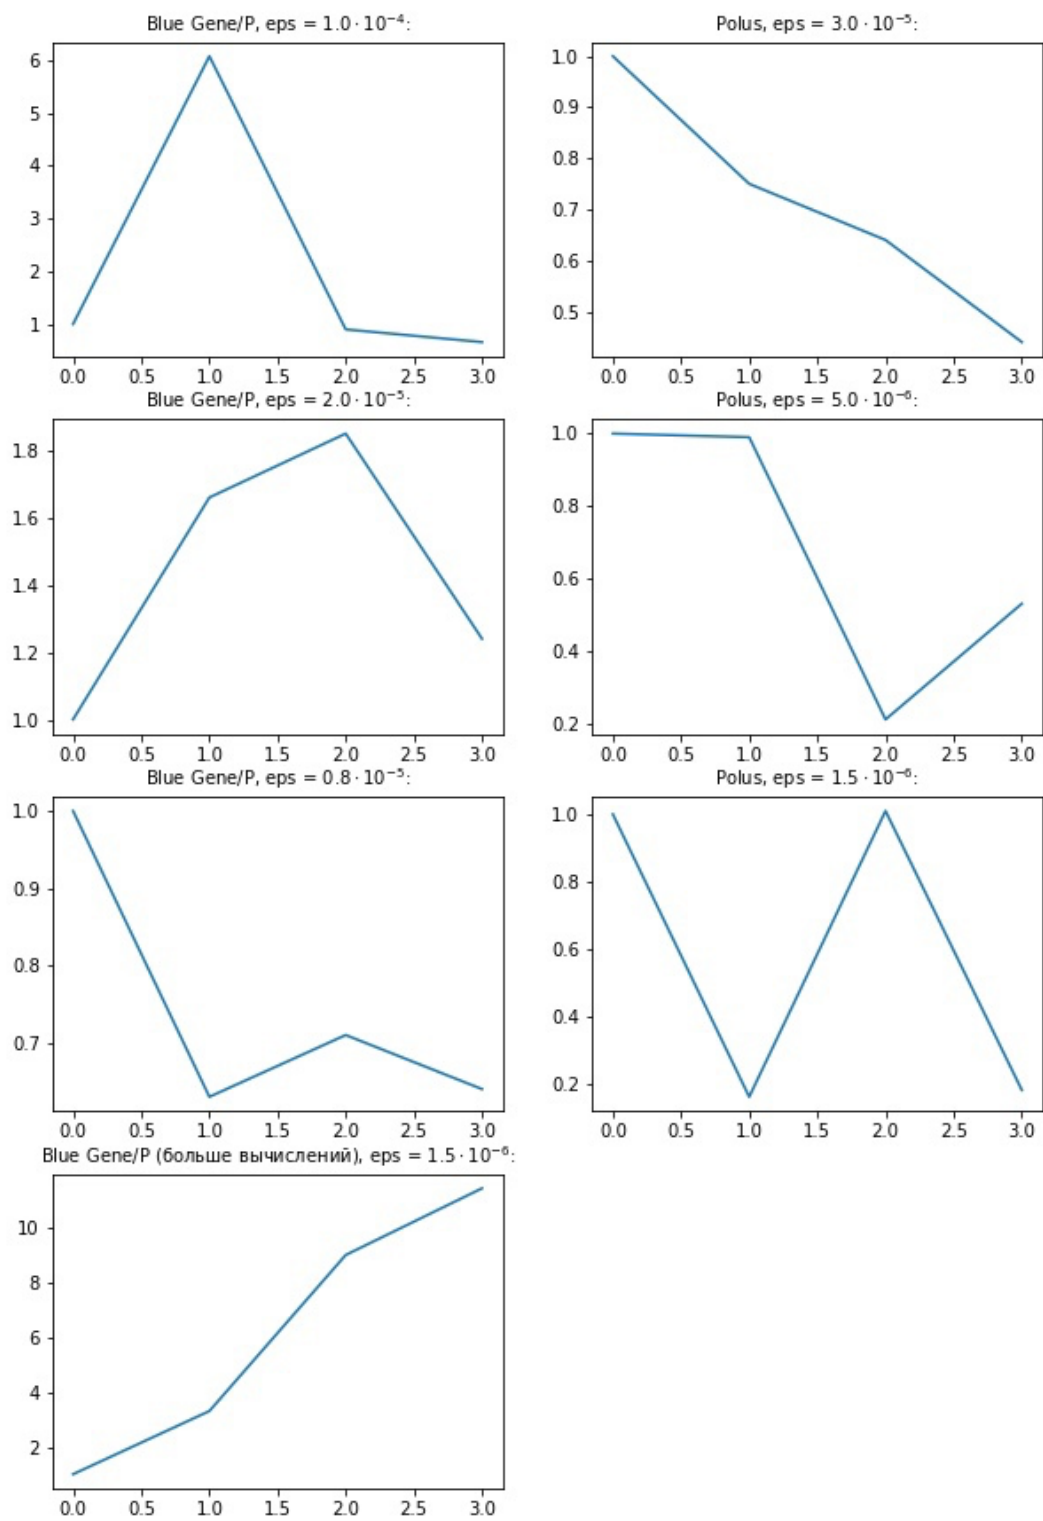 Blue Gene/P, eps = 1.0 · 10⁻⁴:
6
5
4
3
2
1
0.0 0.5 1.0 1.5 2.0 2.5 3.0
Polus, eps = 3.0 · 10⁻⁵:
1.0
0.9
0.8
0.7
0.6
0.5
0.0 0.5 1.0 1.5 2.0 2.5 3.0
Blue Gene/P, eps = 2.0 · 10⁻⁵:
1.8
1.6
1.4
1.2
1.0
0.0 0.5 1.0 1.5 2.0 2.5 3.0
Polus, eps = 5.0 · 10⁻⁶:
1.0
0.8
0.6
0.4
0.2
0.0 0.5 1.0 1.5 2.0 2.5 3.0
Blue Gene/P, eps = 0.8 · 10⁻⁵:
1.0
0.9
0.8
0.7
0.0 0.5 1.0 1.5 2.0 2.5 3.0
Polus, eps = 1.5 · 10⁻⁶:
1.0
0.8
0.6
0.4
0.2
0.0 0.5 1.0 1.5 2.0 2.5 3.0
Blue Gene/P (больше вычислений), eps = 1.5 · 10⁻⁶:
10
8
6
4
2
0.0 0.5 1.0 1.5 2.0 2.5 3.0